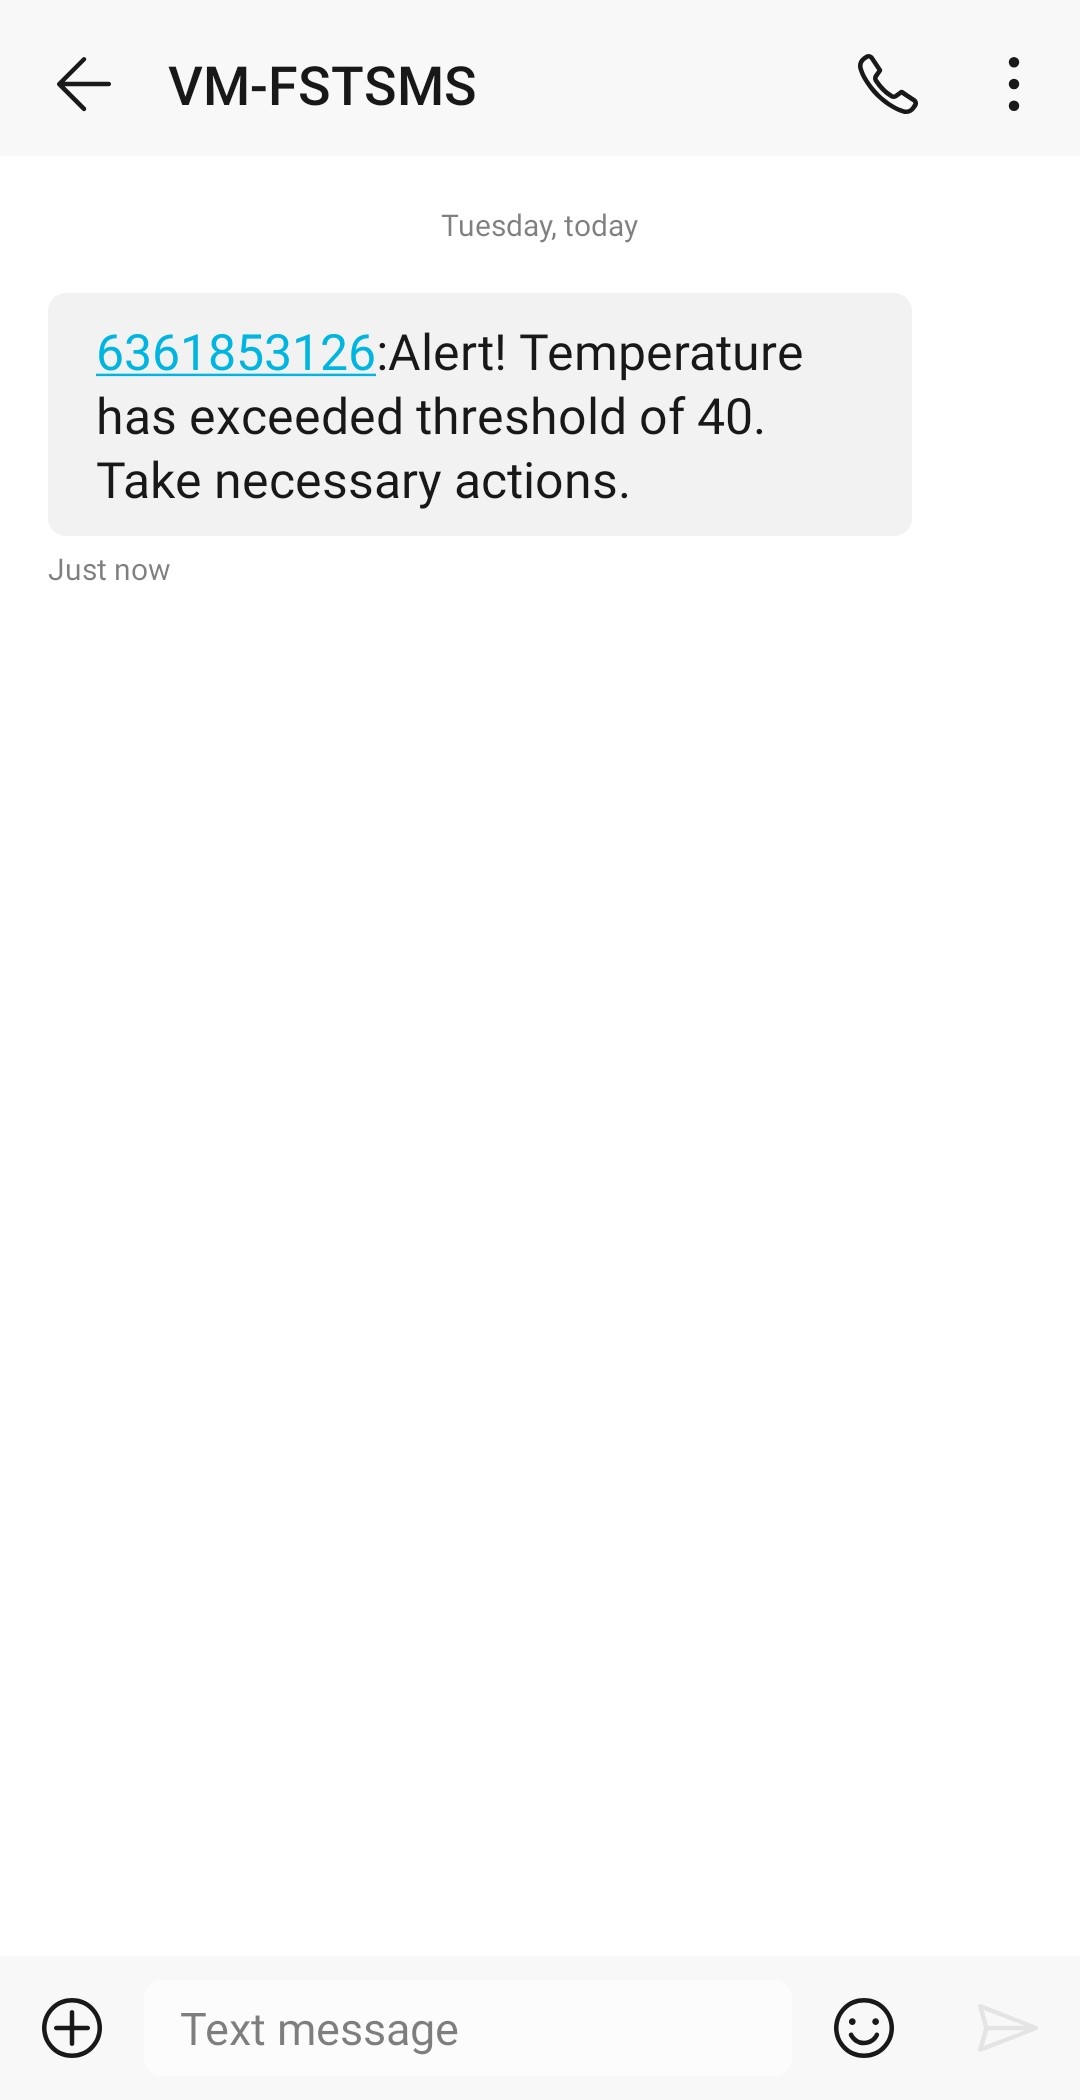 VM-FSTSMS
Tuesday, today
6361853126:Alert! Temperature
has exceeded threshold of 40.
Take necessary actions.
Just now
Text message